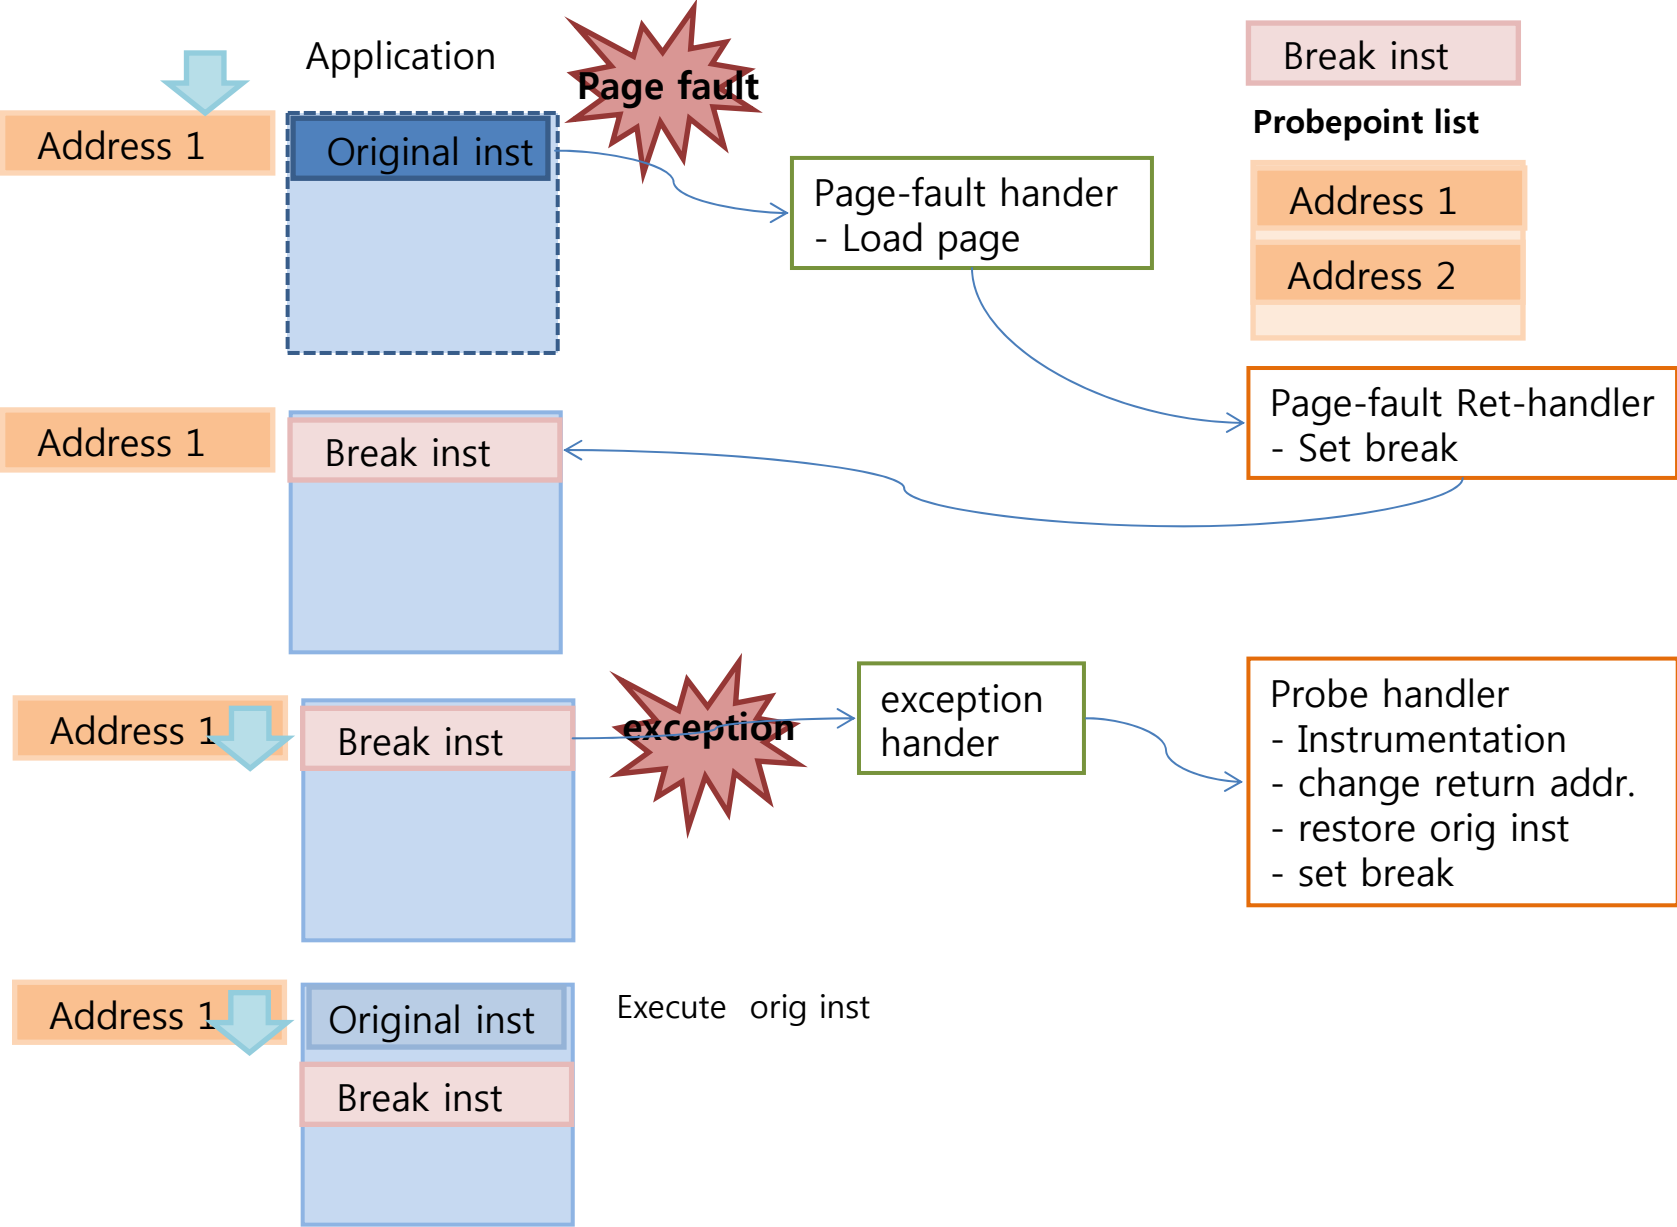 Application
Page fault
Break inst
Probepoint list
Address 1
Original inst
Page-fault hander
- Load page
Address 1
Address 2
Page-fault Ret-handler
- Set break
Address 1
Break inst
Address 1
Break inst
exception
exception
hander
Probe handler
- Instrumentation
- change return addr.
- restore orig inst
- set break
Address 1
Original inst
Execute orig inst
Break inst